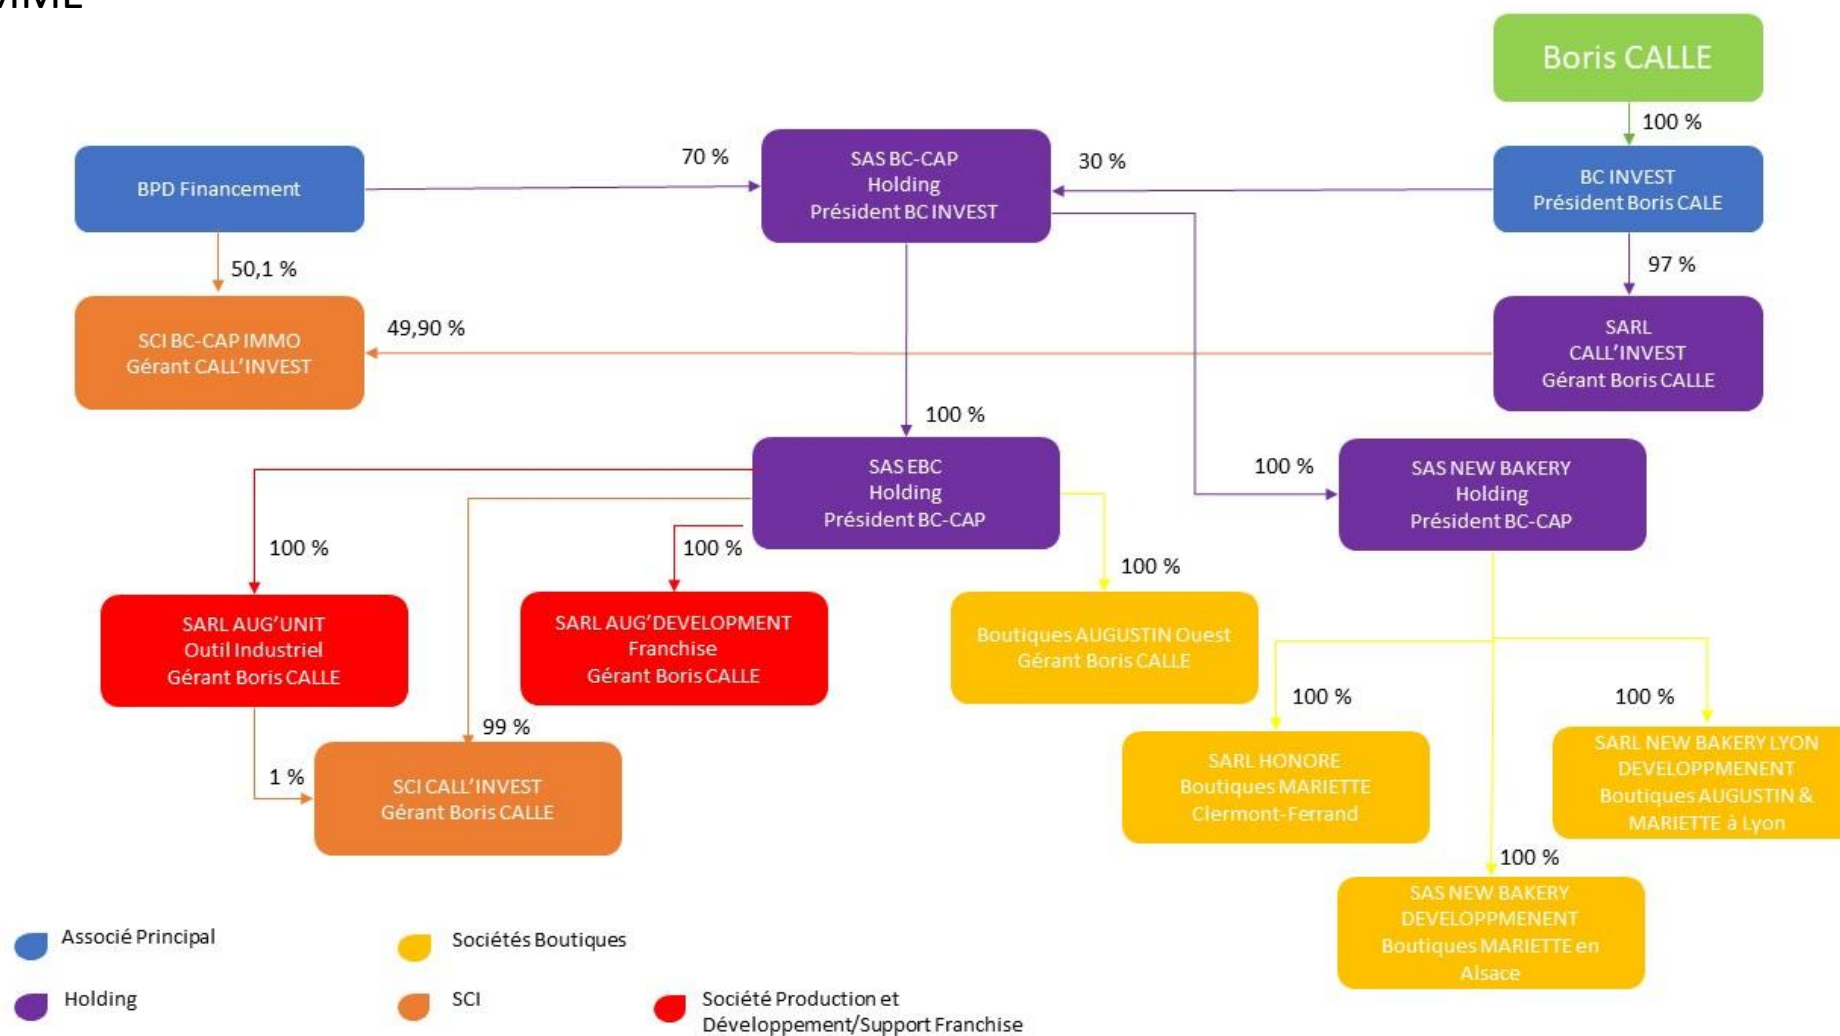 Boris CALLE
100 %
BPD Financement
70 %
SAS BC-CAP
Holding
Président BC INVEST
30 %
BC INVEST
Président Boris CALE
50,1 %
97 %
SCI BC-CAP IMMO
Gérant CALL'INVEST
49,90 %
SARL
CALL'INVEST
Gérant Boris CALLE
100 %
SAS EBC
Holding
Président BC-CAP
100 %
SAS NEW BAKERY
Holding
Président BC-CAP
100 %
100 %
100 %
SARL AUG'UNIT
Outil Industriel
Gérant Boris CALLE
SARL AUG'DEVELOPMENT
Franchise
Gérant Boris CALLE
Boutiques AUGUSTIN Ouest
Gérant Boris CALLE
100 %
100 %
99 %
1 %
SCI CALL'INVEST
Gérant Boris CALLE
SARL HONORE
Boutiques MARIETTE
Clermont-Ferrand
SARL NEW BAKERY LYON
DEVELOPPMENENT
Boutiques AUGUSTIN &
MARIETTE à Lyon
100 %
SAS NEW BAKERY
DEVELOPPMENENT
Boutiques MARIETTE en
Alsace
Associé Principal
Sociétés Boutiques
Holding
SCI
Société Production et
Développement/Support Franchise